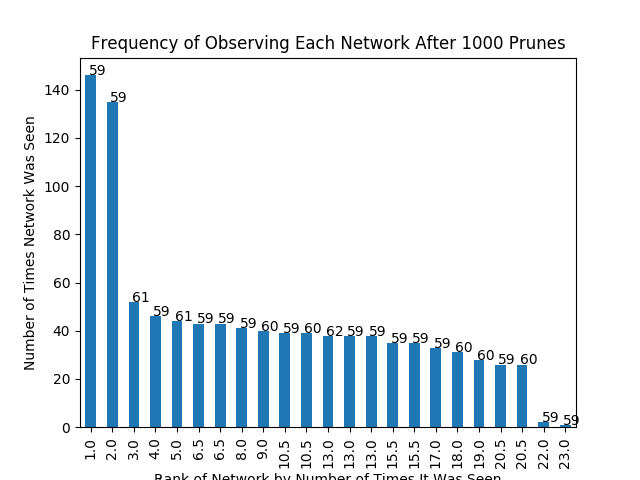 Frequency of Observing Each Network After 1000 Prunes
Number of Times Network Was Seen
140
120
100
80
60
40
20
0
59 59 61 59 61 59 59 59 60 59 60 62 59 59 59 59 59 60 60 59 60 59 59
1.0 2.0 3.0 4.0 5.0 6.5 6.5 8.0 9.0 10.5 10.5 13.0 13.0 13.0 15.5 15.5 17.0 18.0 19.0 20.5 20.5 22.0 23.0
Rank of Network by Number of Times It Was Seen